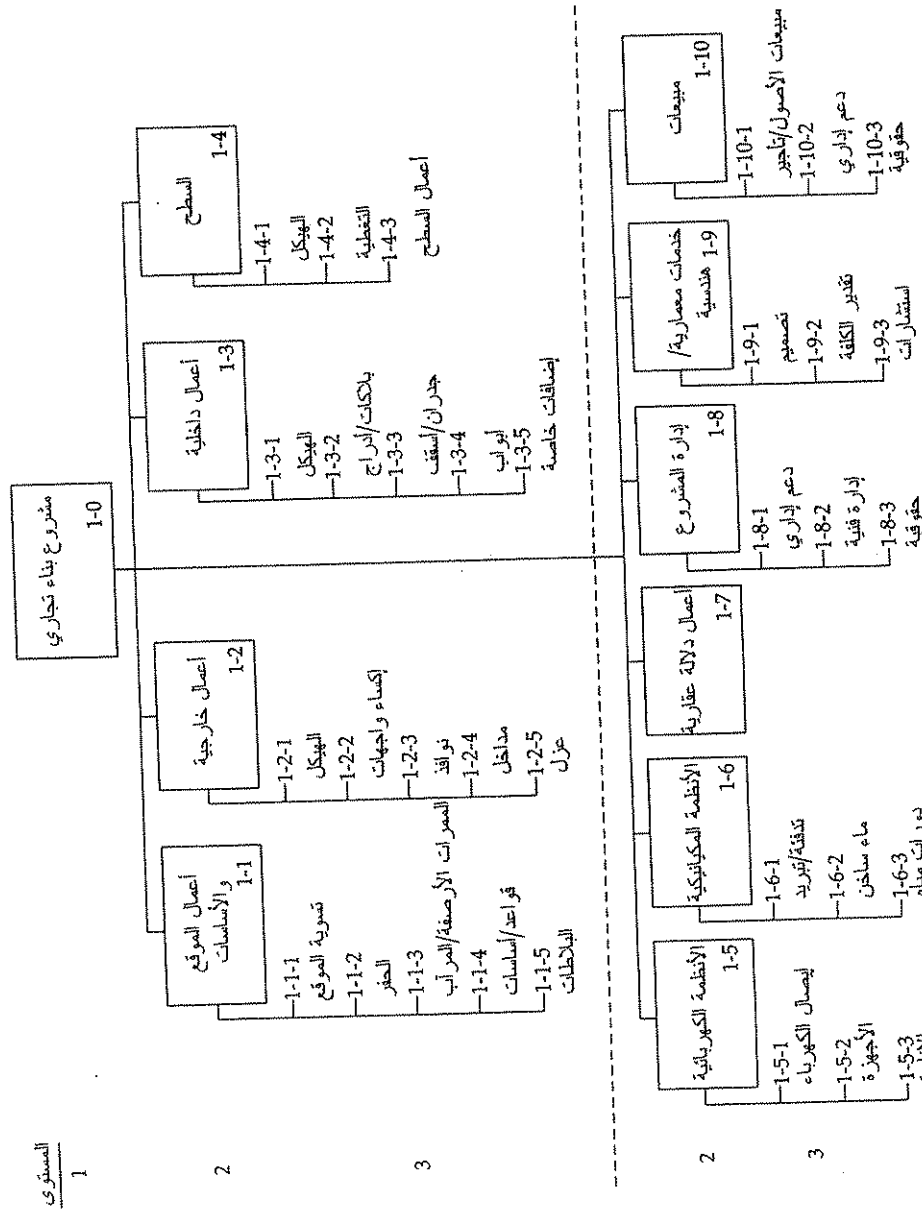 المستوى
1
2
3
مشروع بناء تجاري
1-0
أعمال الموقع
والأساسات
1-1
1-1-1
تسوية الموقع
1-1-2
الحفر
1-1-3
الممرات الأرصفة/المرآب
1-1-4
قواعد/أساسات
1-1-5
البلاطات
أعمال خارجية
1-2
1-2-1
الهيكل
1-2-2
إكساء واجهات
1-2-3
نوافذ
1-2-4
مداخل
1-2-5
عزل
أعمال داخلية
1-3
1-3-1
الهيكل
1-3-2
بلاكات/أدراج
1-3-3
جدران/أسقف
1-3-4
أبواب
1-3-5
إضافات خاصة
السطح
1-4
1-4-1
الهيكل
1-4-2
التغطية
1-4-3
أعمال السطح
2
3
الأنظمة الكهربائية
1-5
1-5-1
إيصال الكهرباء
1-5-2
الأجهزة
1-5-3
الأنظمة المكيانيكية
1-6
1-6-1
تدفئة/تبريد
1-6-2
ماء ساخن
1-6-3
أعمال دلالة عقارية
1-7
إدارة المشروع
1-8
1-8-1
دعم إداري
1-8-2
إدارة فنية
1-8-3
حقوقية
خدمات معمارية/
هندسية
1-9
1-9-1
تصميم
1-9-2
تقدير الكلفة
1-9-3
استشارات
مبيعات
1-10
1-10-1
مبيعات الأصول/تأجير
1-10-2
دعم إداري
1-10-3
حقوقية